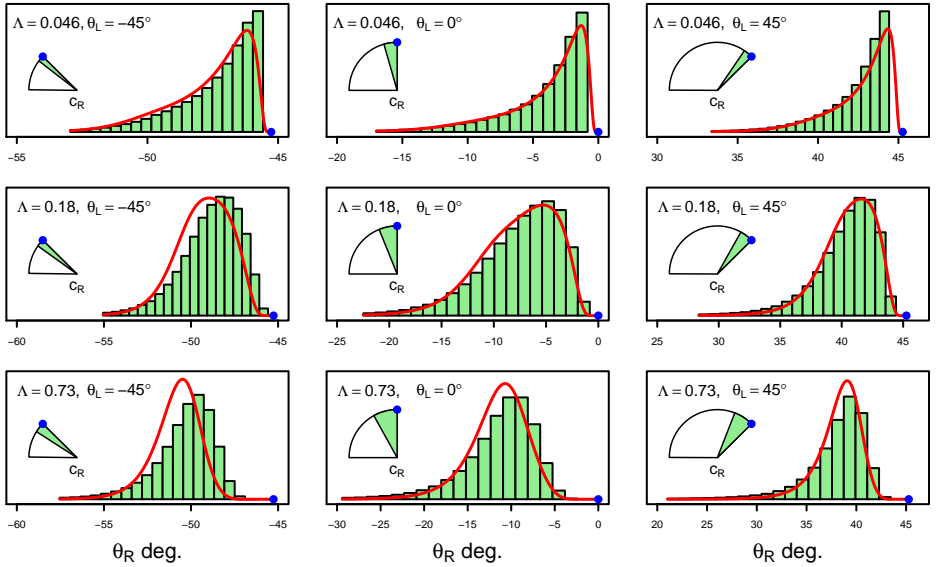 Λ = 0.046, θL = −45° Λ = 0.046, θL = 0° Λ = 0.046, θL = 45°
cR cR cR
−55 −50 −45 −20 −15 −10 −5 0 30 35 40 45
Λ = 0.18, θL = −45° Λ = 0.18, θL = 0° Λ = 0.18, θL = 45°
cR cR cR
−60 −55 −50 −45 −25 −20 −15 −10 −5 0 25 30 35 40 45
Λ = 0.73, θL = −45° Λ = 0.73, θL = 0° Λ = 0.73, θL = 45°
cR cR cR
−60 −55 −50 −45 −30 −25 −20 −15 −10 −5 0 20 25 30 35 40 45
θR deg. θR deg. θR deg.